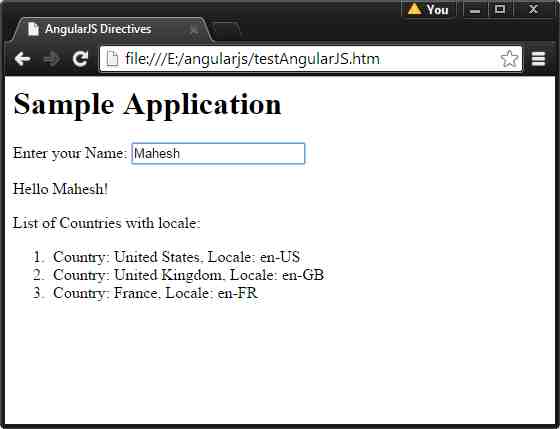 You
AngularJS Directives
file:///E:/angularjs/testAngularJS.htm
Sample Application
Enter your Name: Mahesh
Hello Mahesh!
List of Countries with locale:
1. Country: United States, Locale: en-US
2. Country: United Kingdom, Locale: en-GB
3. Country: France, Locale: en-FR